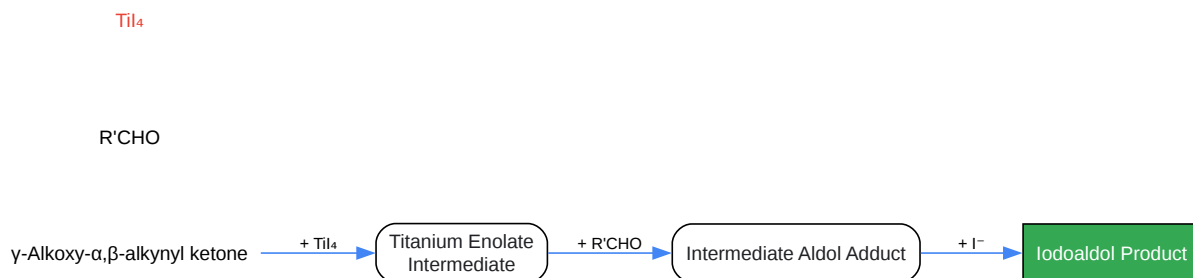 TiI₄
R'CHO
γ-Alkoxy-α,β-alkynyl ketone
+ TiI₄
Titanium Enolate
Intermediate
+ R'CHO
Intermediate Aldol Adduct
+ I⁻
Iodoaldol Product